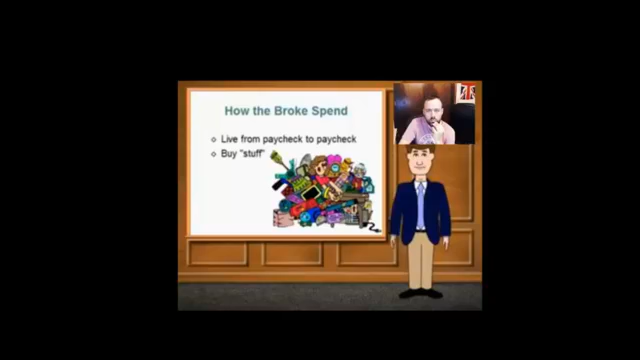 How the Broke Spend
Live from paycheck to paycheck
Buy "stuff"